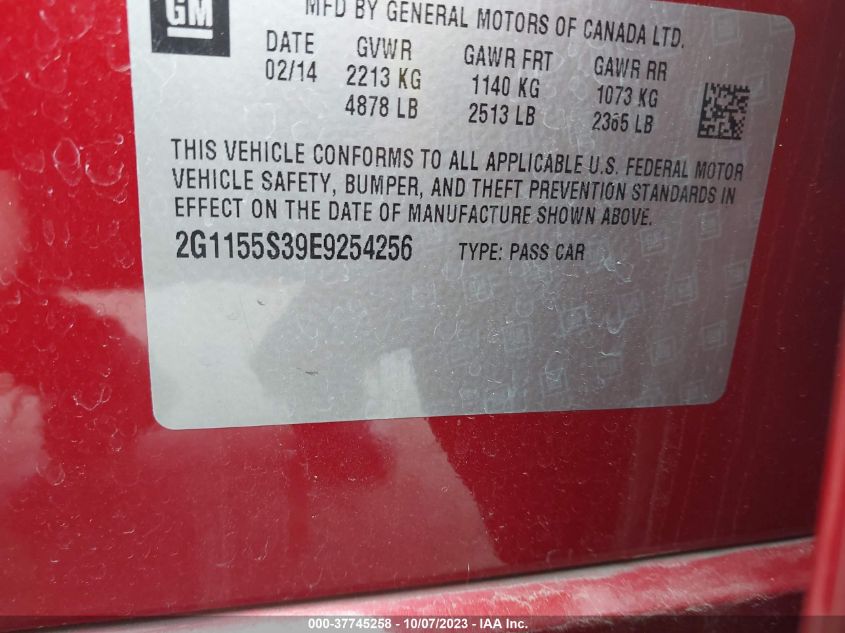 GM
MFD BY GENERAL MOTORS OF CANADA LTD.
DATE GVWR GAWR FRT GAWR RR
02/14 2213 KG 1140 KG 1073 KG
4878 LB 2513 LB 2365 LB
THIS VEHICLE CONFORMS TO ALL APPLICABLE U.S. FEDERAL MOTOR
VEHICLE SAFETY, BUMPER, AND THEFT PREVENTION STANDARDS IN
EFFECT ON THE DATE OF MANUFACTURE SHOWN ABOVE.
2G1155S39E9254256 TYPE: PASS CAR
000-37745258 - 10/07/2023 - IAA Inc.